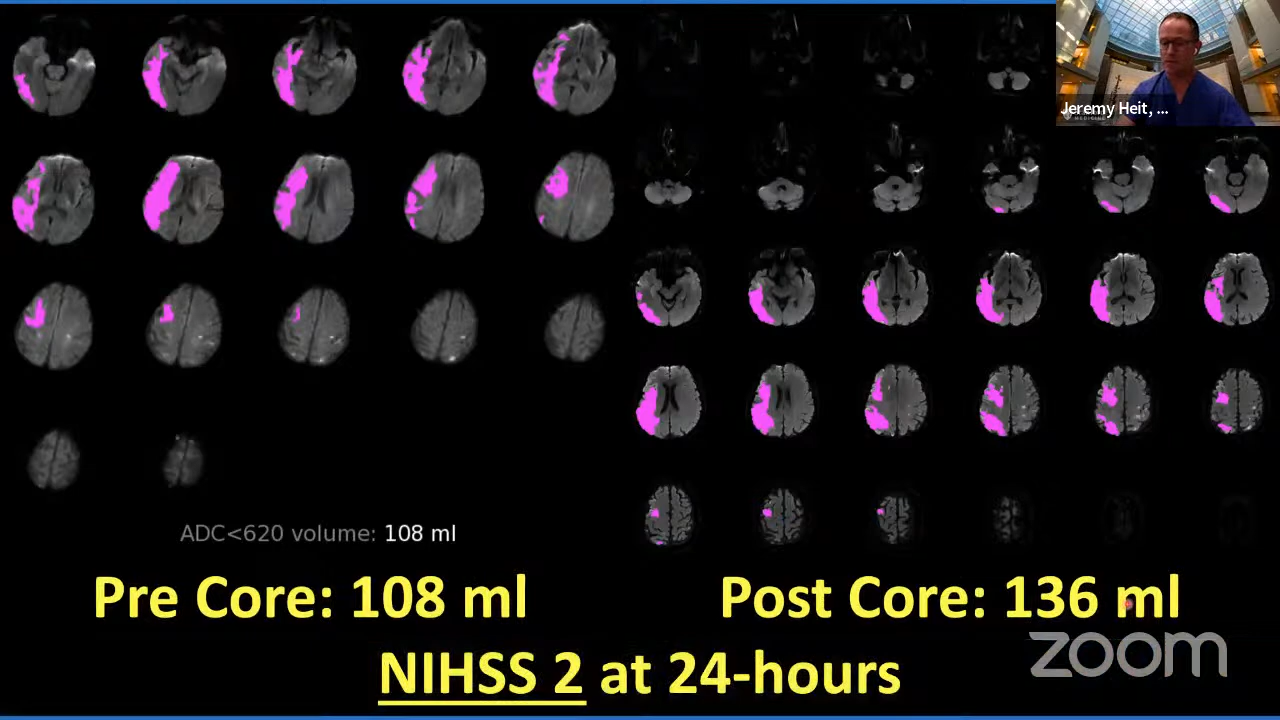 Jeremy Heit, ...
MEDICINE
ADC<620 volume: 108 ml
Pre Core: 108 ml
Post Core: 136 ml
NIHSS 2 at 24-hours
zoom